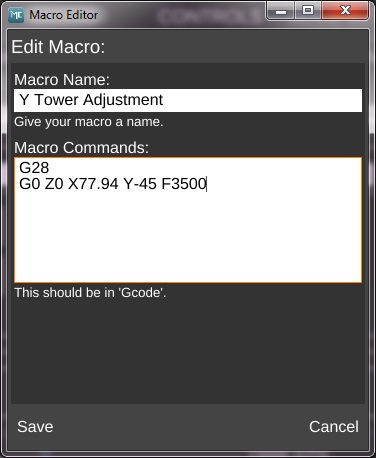 Macro Editor
Edit Macro:
Macro Name:
Y Tower Adjustment
Give your macro a name.
Macro Commands:
G28
G0 Z0 X77.94 Y-45 F3500
This should be in 'Gcode'.
Save Cancel